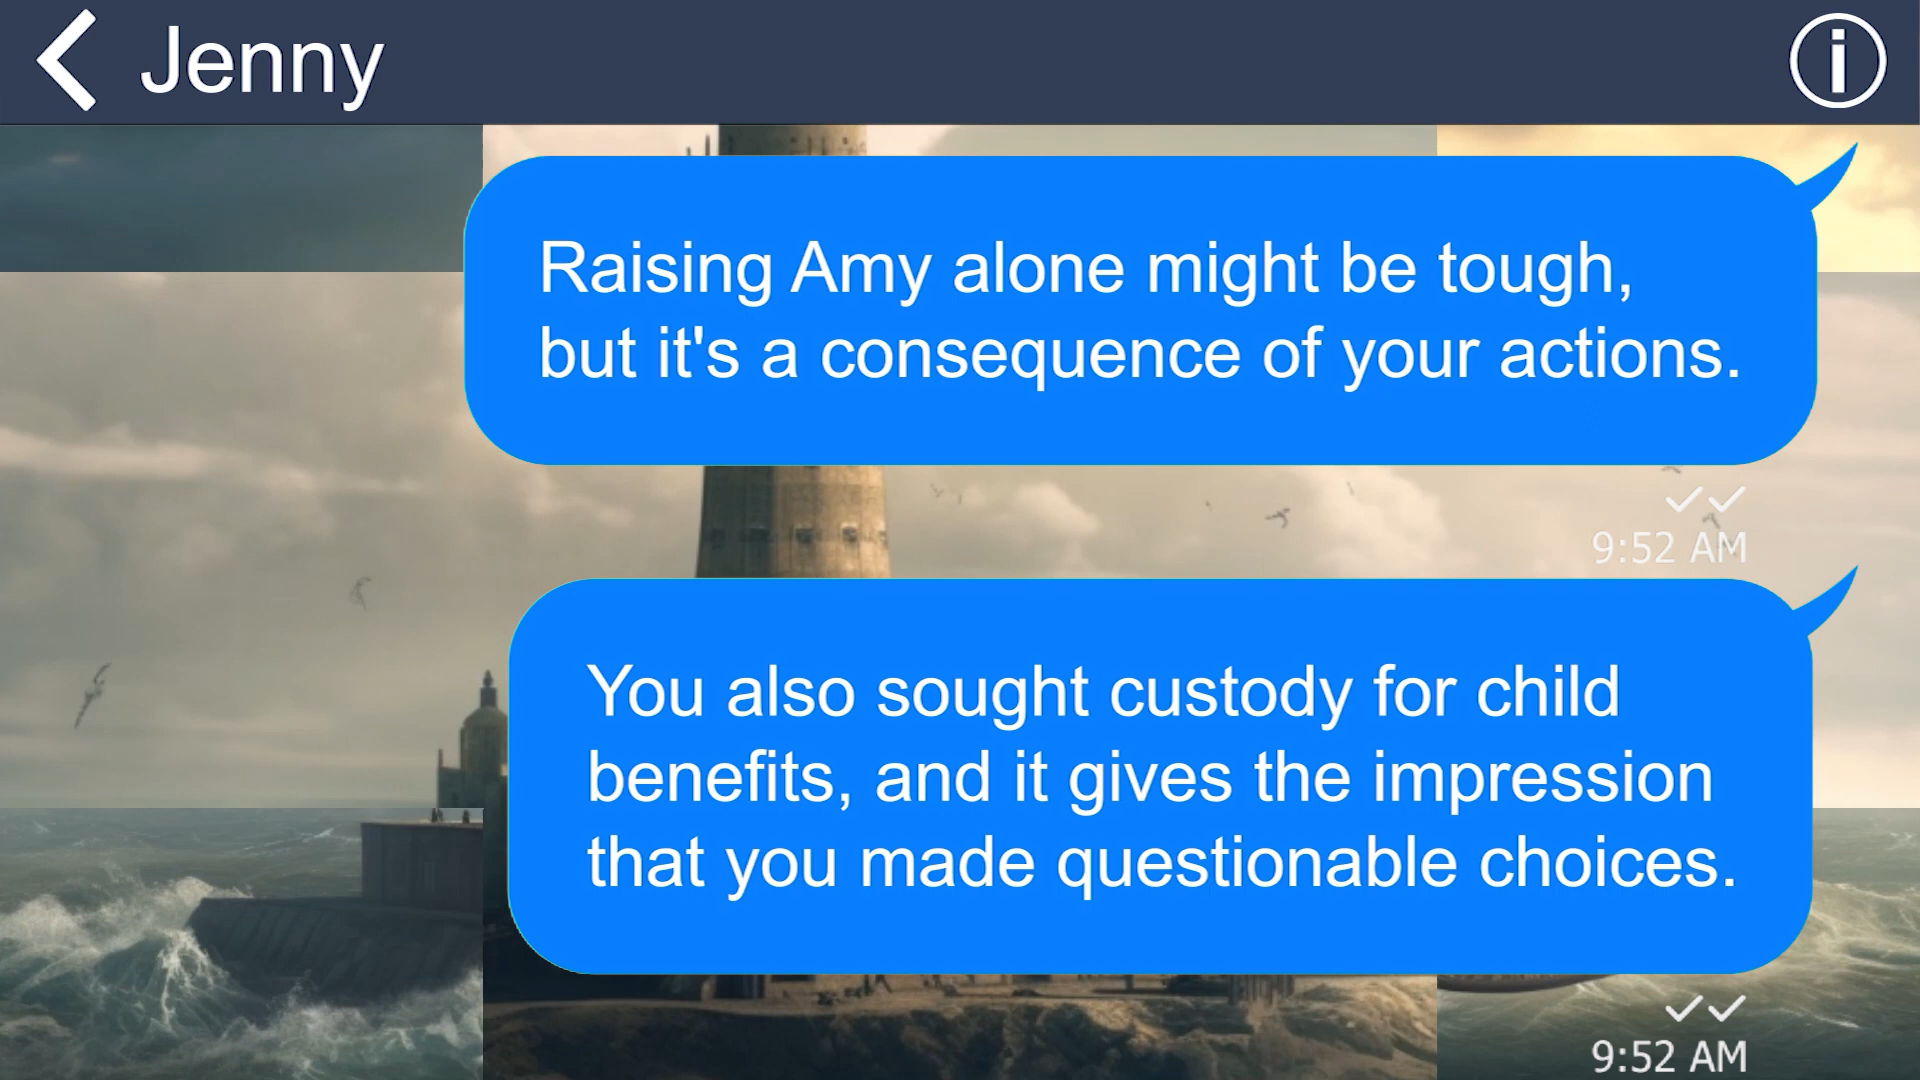 Jenny
Raising Amy alone might be tough,
but it's a consequence of your actions.
9:52 AM
You also sought custody for child
benefits, and it gives the impression
that you made questionable choices.
9:52 AM